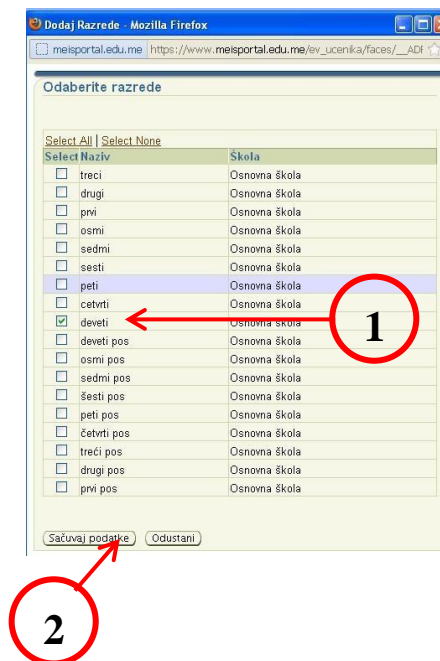 Dodaj Razrede - Mozilla Firefox
meisportal.edu.me https://www.meisportal.edu.me/ev_ucenika/faces/__ADF
Odaberite razrede
Select All | Select None
Select Naziv Škola
treci Osnovna škola
drugi Osnovna škola
prvi Osnovna škola
osmi Osnovna škola
sedmi Osnovna škola
sesti Osnovna škola
peti Osnovna škola
cetvrti Osnovna škola
deveti Osnovna škola
1
deveti pos Osnovna škola
osmi pos Osnovna škola
sedmi pos Osnovna škola
šesti pos Osnovna škola
peti pos Osnovna škola
četvrti pos Osnovna škola
treći pos Osnovna škola
drugi pos Osnovna škola
prvi pos Osnovna škola
Sačuvaj podatke Odustani
2